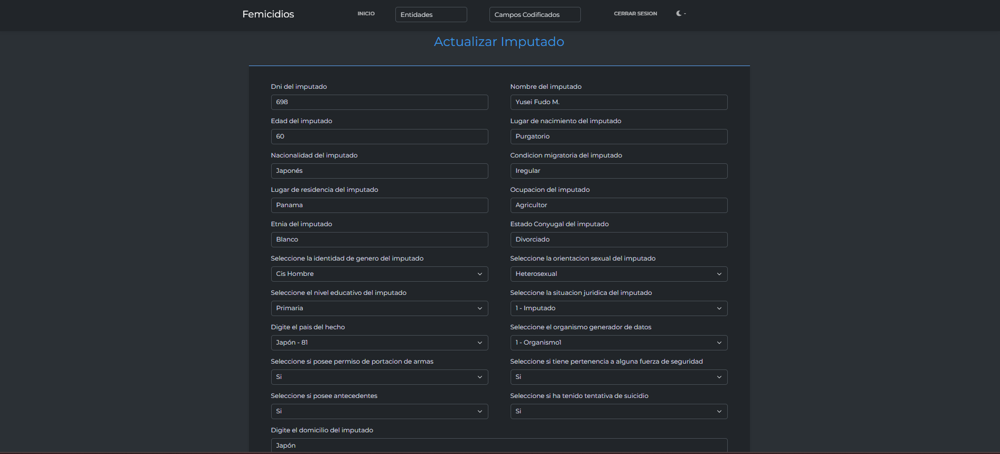 Femicidios INICIO Entidades Campos Codificados CERRAR SESION
Actualizar Imputado
Dni del imputado Nombre del imputado
698 Yusei Fudo M.
Edad del imputado Lugar de nacimiento del imputado
60 Purgatorio
Nacionalidad del imputado Condicion migratoria del imputado
Japonés Iregular
Lugar de residencia del imputado Ocupacion del imputado
Panama Agricultor
Etnia del imputado Estado Conyugal del imputado
Blanco Divorciado
Seleccione la identidad de genero del imputado Seleccione la orientacion sexual del imputado
Cis Hombre Heterosexual
Seleccione el nivel educativo del imputado Seleccione la situacion juridica del imputado
Primaria 1 - Imputado
Digite el pais del hecho Seleccione el organismo generador de datos
Japón - 81 1 - Organismo1
Seleccione si posee permiso de portacion de armas Seleccione si tiene pertenencia a alguna fuerza de seguridad
Si Si
Seleccione si posee antecedentes Seleccione si ha tenido tentativa de suicidio
Si Si
Digite el domicilio del imputado
Japón